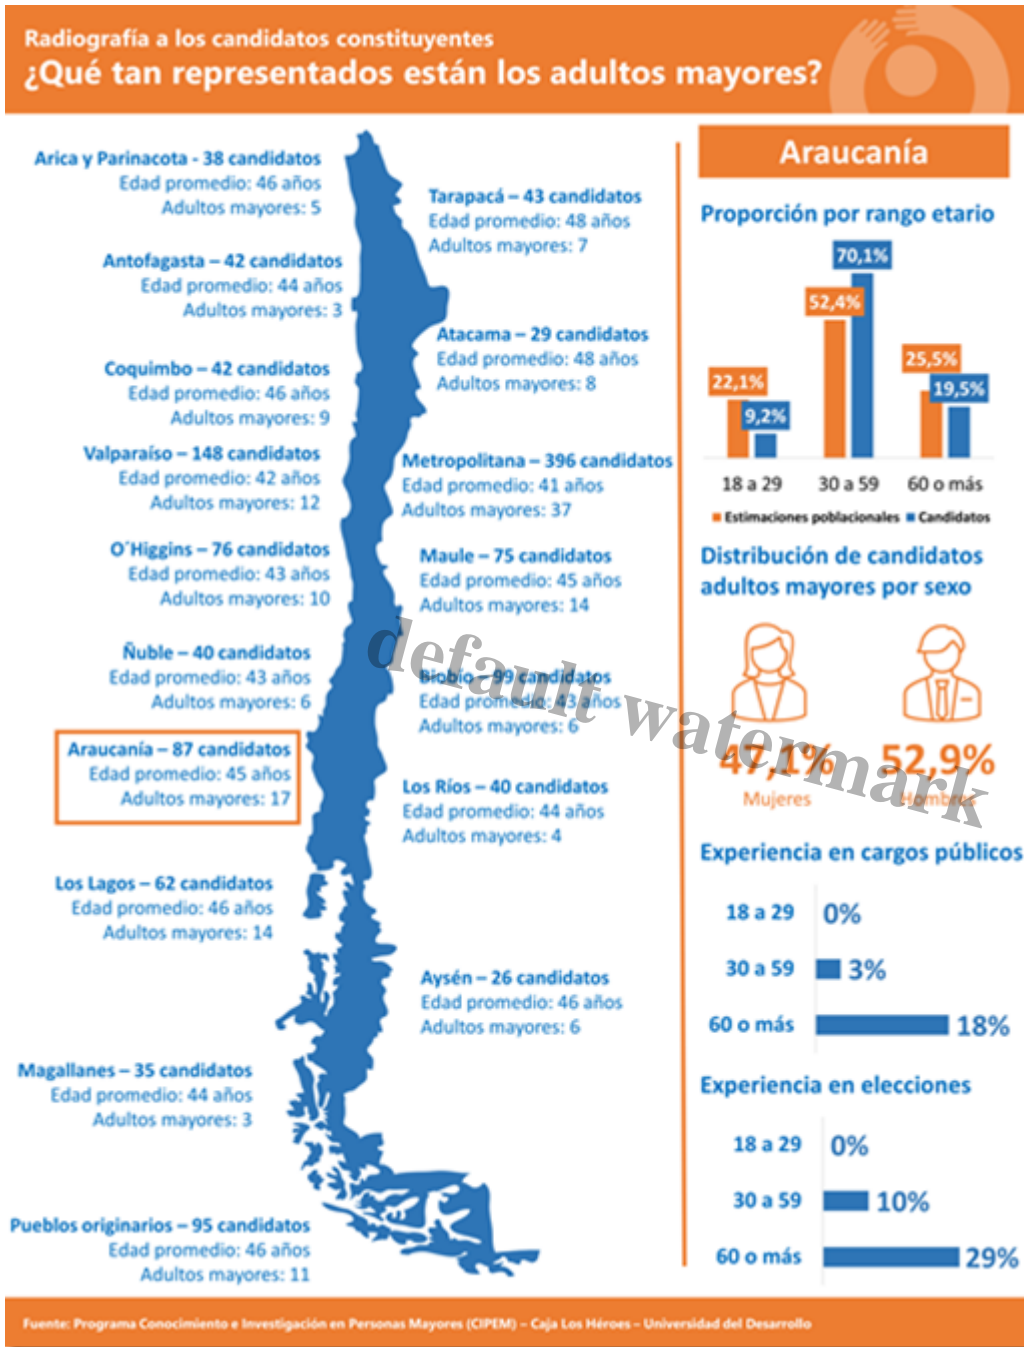 Radiografía a los candidatos constituyentes
¿Qué tan representados están los adultos mayores?
Arica y Parinacota - 38 candidatos
Edad promedio: 46 años
Adultos mayores: 5
Tarapacá – 43 candidatos
Edad promedio: 48 años
Adultos mayores: 7
Antofagasta – 42 candidatos
Edad promedio: 44 años
Adultos mayores: 3
Atacama – 29 candidatos
Edad promedio: 48 años
Adultos mayores: 8
Coquimbo – 42 candidatos
Edad promedio: 46 años
Adultos mayores: 9
Valparaíso – 148 candidatos
Edad promedio: 42 años
Adultos mayores: 12
Metropolitana – 396 candidatos
Edad promedio: 41 años
Adultos mayores: 37
O´Higgins – 76 candidatos
Edad promedio: 43 años
Adultos mayores: 10
Maule – 75 candidatos
Edad promedio: 45 años
Adultos mayores: 14
Ñuble – 40 candidatos
Edad promedio: 43 años
Adultos mayores: 6
Biobío – 99 candidatos
Edad promedio: 43 años
Adultos mayores: 6
Araucanía – 87 candidatos
Edad promedio: 45 años
Adultos mayores: 17
Los Ríos – 40 candidatos
Edad promedio: 44 años
Adultos mayores: 4
Los Lagos – 62 candidatos
Edad promedio: 46 años
Adultos mayores: 14
Aysén – 26 candidatos
Edad promedio: 46 años
Adultos mayores: 6
Magallanes – 35 candidatos
Edad promedio: 44 años
Adultos mayores: 3
Pueblos originarios – 95 candidatos
Edad promedio: 46 años
Adultos mayores: 11
Araucanía
Proporción por rango etario
70,1%
52,4%
25,5%
22,1%
19,5%
9,2%
18 a 29 30 a 59 60 o más
Estimaciones poblacionales Candidatos
Distribución de candidatos
adultos mayores por sexo
47,1% 52,9%
Mujeres Hombres
Experiencia en cargos públicos
18 a 29 0%
30 a 59 3%
60 o más 18%
Experiencia en elecciones
18 a 29 0%
30 a 59 10%
60 o más 29%
default watermark
Fuente: Programa Conocimiento e Investigación en Personas Mayores (CIPEM) – Caja Los Héroes – Universidad del Desarrollo